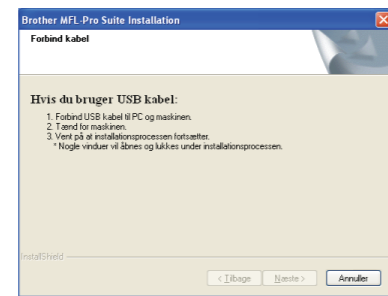 Brother MFL-Pro Suite Installation
Forbind kabel
Hvis du bruger USB kabel:
1. Forbind USB kabel til PC og maskinen.
2. Tænd for maskinen.
3. Vent på at installationsprocessen fortsætter.
* Nogle vinduer vil åbnes og lukkes under installationsprocessen.
InstallShield
< Tilbage Næste > Annuller